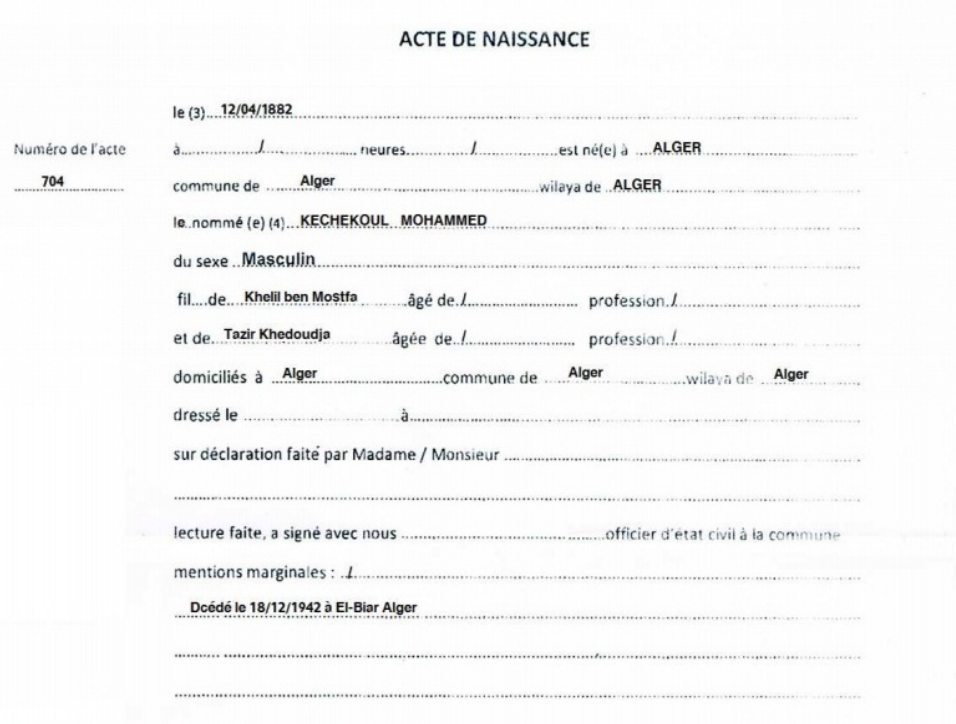 ACTE DE NAISSANCE
le (3) 12/04/1882
Numéro de l'acte
704
à / heures / est né(e) à ALGER
commune de Alger wilaya de ALGER
le nommé (e) (4) KECHEKOUL MOHAMMED
du sexe Masculin
fil....de Khelil ben Mostfa âgé de / profession /
et de Tazir Khedoudja âgée de / profession /
domiciliés à Alger commune de Alger wilaya de Alger
dressé le à
sur déclaration faite par Madame / Monsieur
lecture faite, a signé avec nous officier d'état civil à la commune
mentions marginales : /
Dcédé le 18/12/1942 à El-Biar Alger